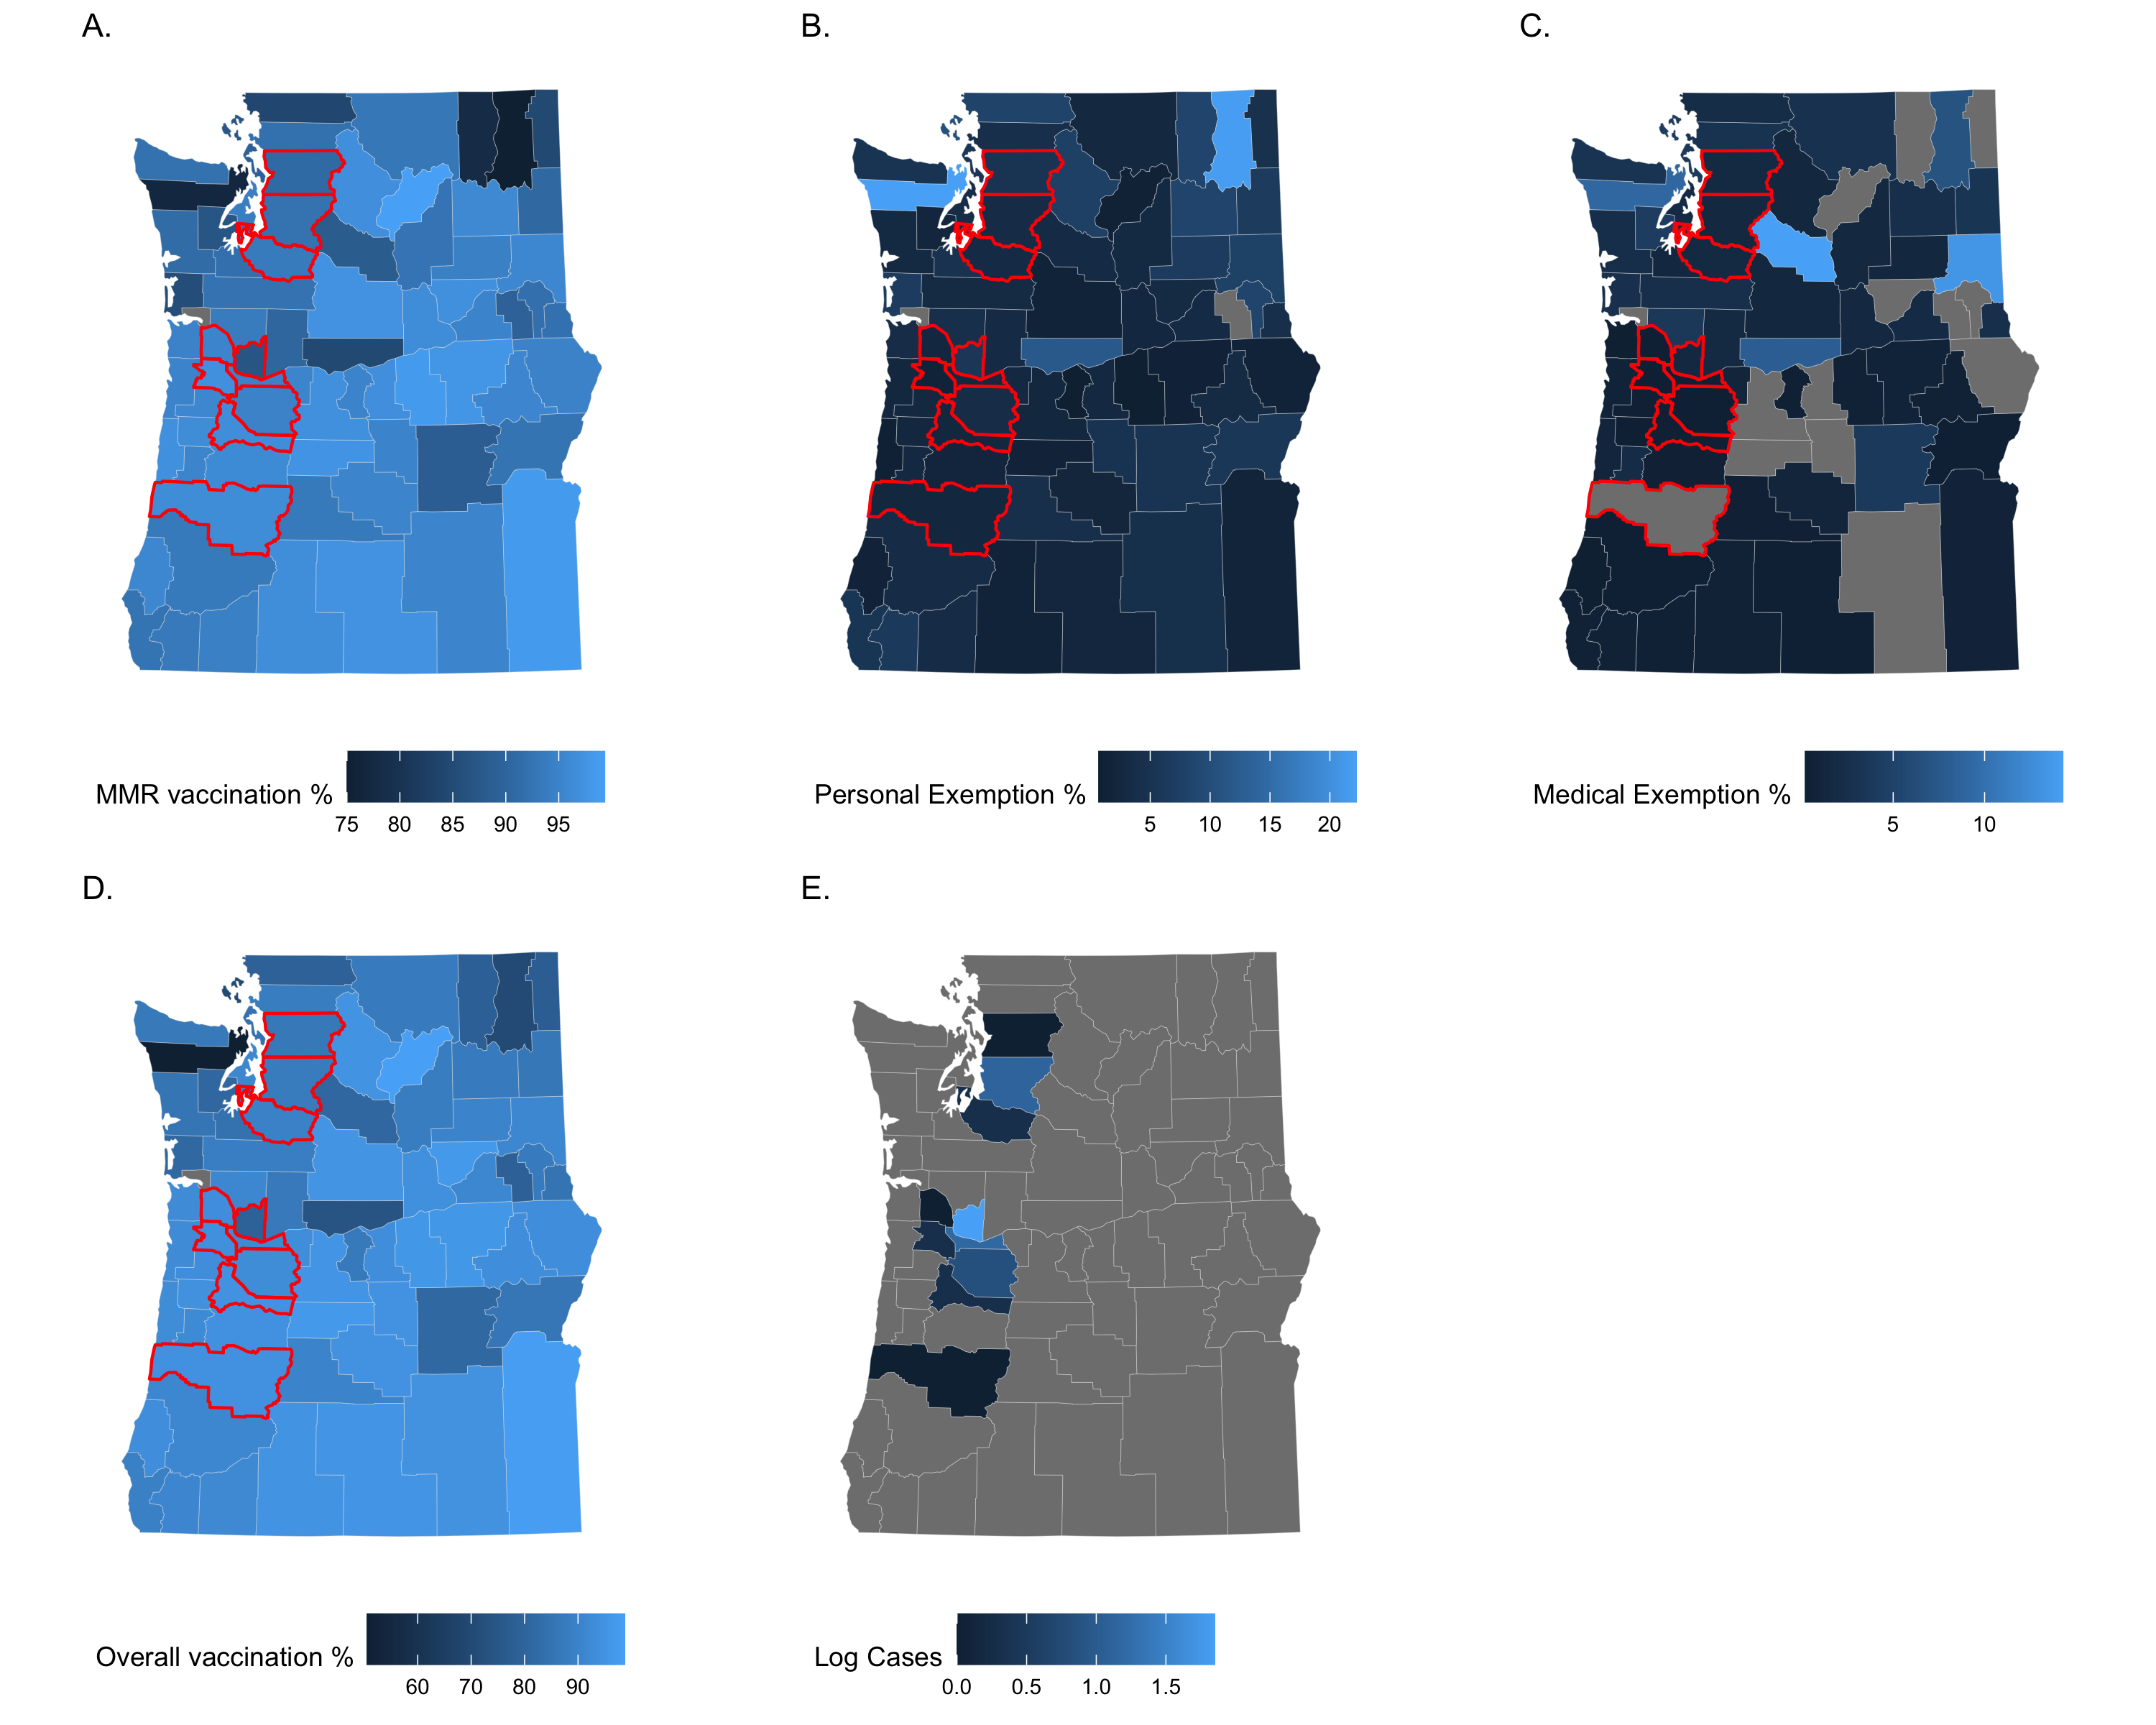 A.
B.
C.
MMR vaccination %
75 80 85 90 95
Personal Exemption %
5 10 15 20
Medical Exemption %
5 10
D.
E.
Overall vaccination %
60 70 80 90
Log Cases
0.0 0.5 1.0 1.5